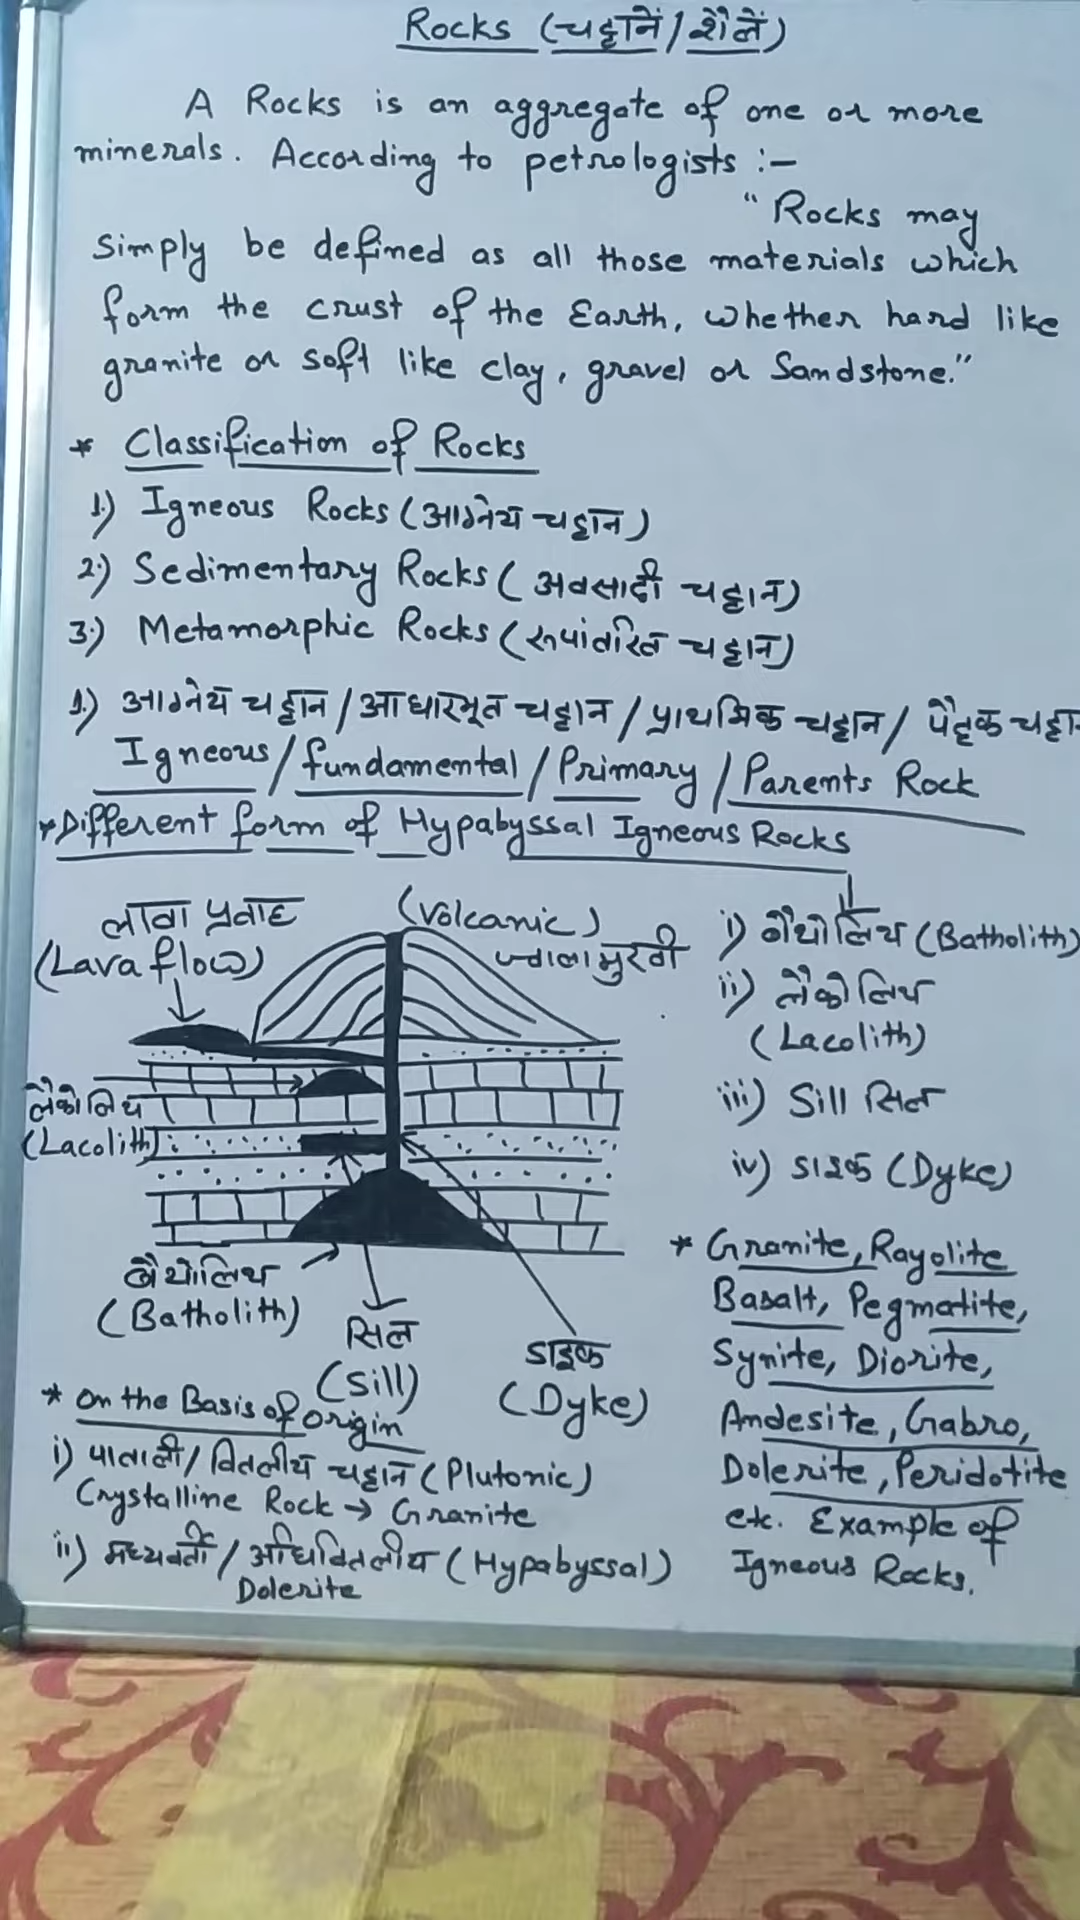 Rocks (चट्टानें/शैलें)
A Rocks is an aggregate of one or more
minerals. According to petrologists :-
"Rocks may
Simply be defined as all those materials which
form the crust of the Earth, whether hard like
granite or soft like clay, gravel or Sandstone."
* Classification of Rocks
1.) Igneous Rocks (आग्नेय चट्टान)
2.) Sedimentary Rocks (अवसादी चट्टान)
3.) Metamorphic Rocks (रूपांतरित चट्टान)
1.) आग्नेय चट्टान/आधारभूत चट्टान/प्राथमिक चट्टान/ पैतृक चट्टान
Igneous/fundamental/Primary/Parents Rock
* Different form of Hypabyssal Igneous Rocks
लावा प्रवाह
(Lava flow)
(Volcanic)
ज्वालामुखी
लैकोलिथ
(Lacolith)
बैथोलिथ
(Batholith)
सिल
(Sill)
डाइक
(Dyke)
i) बैथोलिथ (Batholith)
ii) लैकोलिथ
(Lacolith)
iii) Sill सिल
iv) डाइक (Dyke)
* Granite, Rayolite
Basalt, Pegmatite,
Synite, Diorite,
Andesite, Gabro,
Dolerite, Peridotite
etc. Example of
Igneous Rocks.
* On the Basis of origin
i) पाताली/वितलीय चट्टान (Plutonic)
Crystalline Rock → Granite
ii) मध्यवर्ती/अधिवितलीय (Hypabyssal)
Dolerite